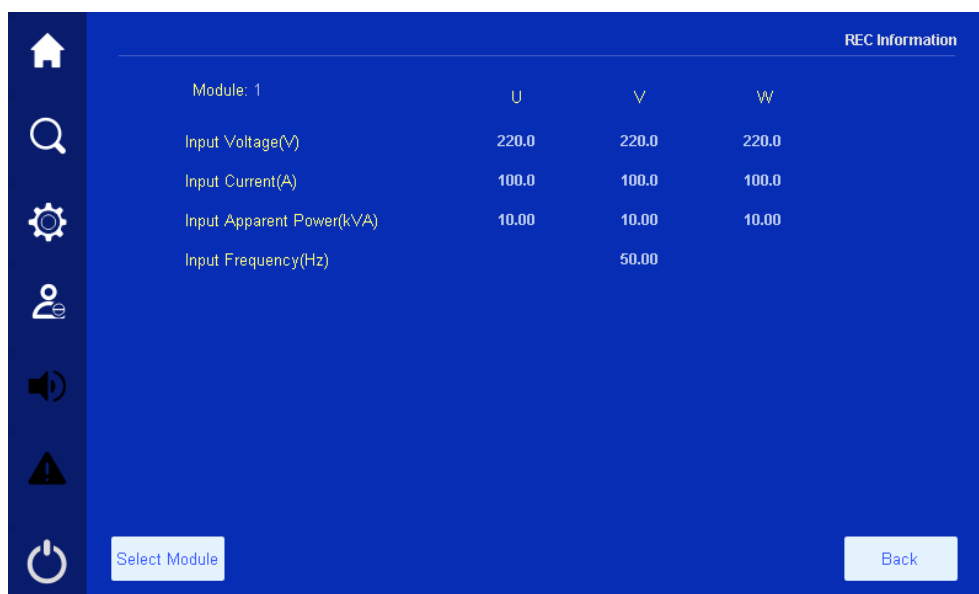 REC Information
Module: 1 U V W
Input Voltage(V) 220.0 220.0 220.0
Input Current(A) 100.0 100.0 100.0
Input Apparent Power(kVA) 10.00 10.00 10.00
Input Frequency(Hz) 50.00
Select Module Back